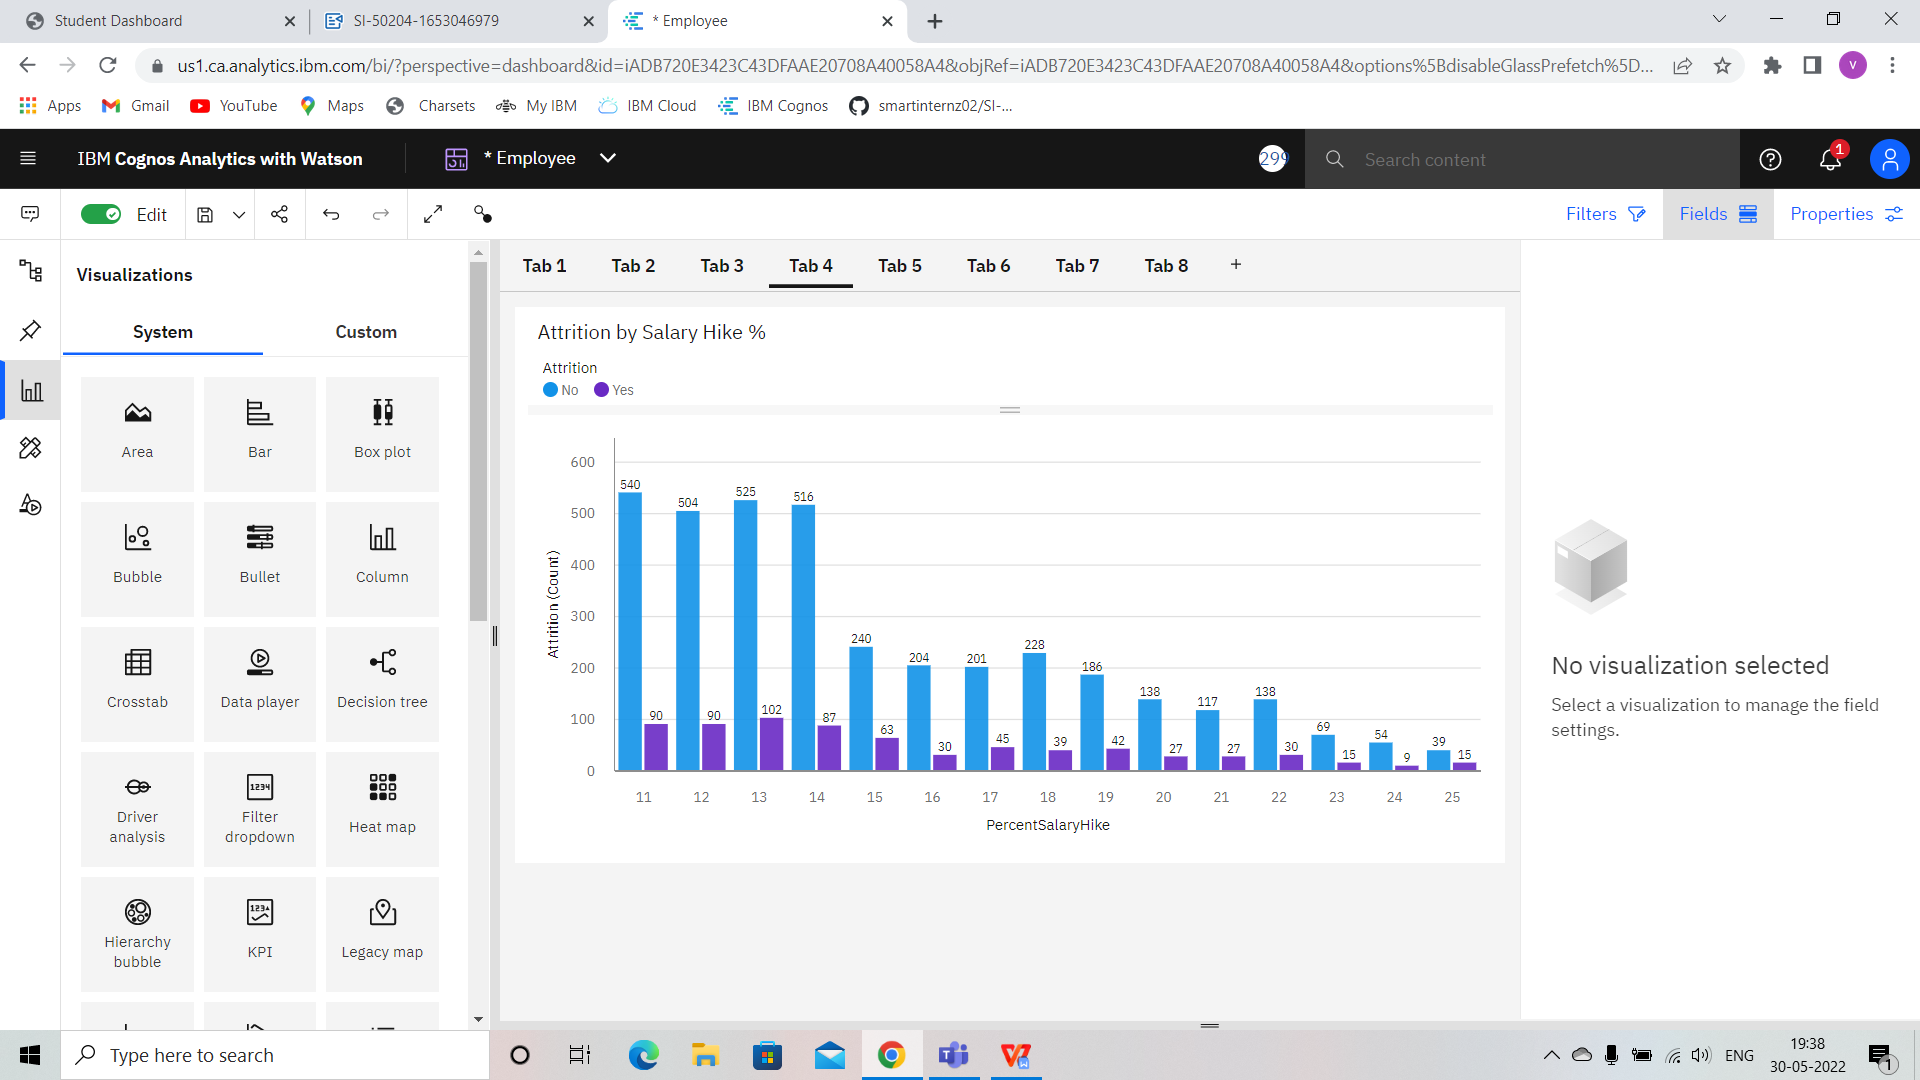 Student Dashboard
SI-50204-1653046979
* Employee
us1.ca.analytics.ibm.com/bi/?perspective=dashboard&id=iADB720E3423C43DFAAE20708A40058A4&objRef=iADB720E3423C43DFAAE20708A40058A4&options%5BdisableGlassPrefetch%5D...
V
Apps
Gmail
YouTube
Maps
Charsets
My IBM
IBM Cloud
IBM Cognos
smartinternz02/SI-...
IBM Cognos Analytics with Watson
* Employee
299
Search content
1
Edit
Filters
Fields
Properties
Visualizations
System
Custom
Area
Bar
Box plot
Bubble
Bullet
Column
Crosstab
Data player
Decision tree
Driver
analysis
1234
Filter
dropdown
Heat map
Hierarchy
bubble
KPI
Legacy map
Tab 1
Tab 2
Tab 3
Tab 4
Tab 5
Tab 6
Tab 7
Tab 8
+
Attrition by Salary Hike %
Attrition
No
Yes
600
500
400
300
200
100
0
Attrition (Count)
540
504
525
516
240
204
201
228
186
138
117
138
69
54
39
90
90
102
87
63
30
45
39
42
27
27
30
15
9
15
11
12
13
14
15
16
17
18
19
20
21
22
23
24
25
PercentSalaryHike
No visualization selected
Select a visualization to manage the field
settings.
Type here to search
ENG
19:38
30-05-2022
1